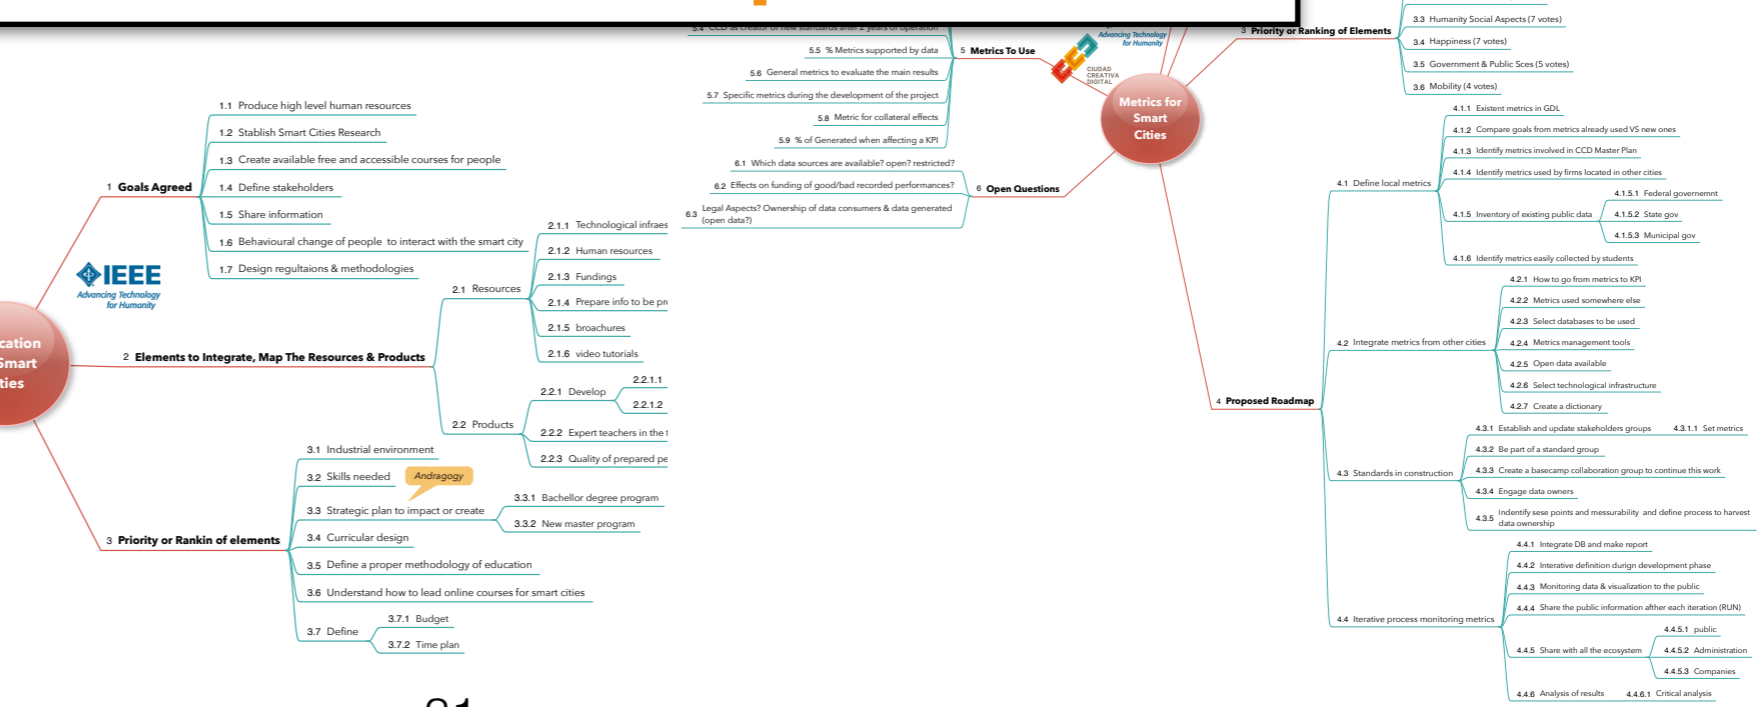 1.1 Produce high level human resources
1.2 Stablish Smart Cities Research
1.3 Create available free and accessible courses for people
1 Goals Agreed
1.4 Define stakeholders
1.5 Share information
1.6 Behavioural change of people to interact with the smart city
1.7 Design regultaions & methodologies
IEEE
Advancing Technology
for Humanity
2 Elements to Integrate, Map The Resources & Products
2.1 Resources
2.1.1 Technological infraes
2.1.2 Human resources
2.1.3 Fundings
2.1.4 Prepare info to be pr
2.1.5 broachures
2.1.6 video tutorials
2.2 Products
2.2.1 Develop
2.2.1.1
2.2.1.2
2.2.2 Expert teachers in the
2.2.3 Quality of prepared pe
cation
Smart
ties
3 Priority or Rankin of elements
3.1 Industrial environment
3.2 Skills needed
Andragogy
3.3 Strategic plan to impact or create
3.3.1 Bachellor degree program
3.3.2 New master program
3.4 Curricular design
3.5 Define a proper methodology of education
3.6 Understand how to lead online courses for smart cities
3.7 Define
3.7.1 Budget
3.7.2 Time plan
5.4 CCD as creator of new standards after 2 years of operation
5.5 % Metrics supported by data
5 Metrics To Use
5.6 General metrics to evaluate the main results
5.7 Specific metrics during the development of the project
5.8 Metric for collateral effects
5.9 % of Generated when affecting a KPI
6.1 Which data sources are available? open? restricted?
6.2 Effects on funding of good/bad recorded performances?
6 Open Questions
6.3 Legal Aspects? Ownership of data consumers & data generated
(open data?)
Advancing Technology
for Humanity
CIUDAD
CREATIVA
DIGITAL
Metrics for
Smart
Cities
3 Priority or Ranking of Elements
3.3 Humanity Social Aspects (7 votes)
3.4 Happiness (7 votes)
3.5 Government & Public Sces (5 votes)
3.6 Mobility (4 votes)
4 Proposed Roadmap
4.1 Define local metrics
4.1.1 Existent metrics in GDL
4.1.2 Compare goals from metrics already used VS new ones
4.1.3 Identify metrics involved in CCD Master Plan
4.1.4 Identify metrics used by firms located in other cities
4.1.5 Inventory of existing public data
4.1.5.1 Federal governemnt
4.1.5.2 State gov
4.1.5.3 Municipal gov
4.1.6 Identify metrics easily collected by students
4.2 Integrate metrics from other cities
4.2.1 How to go from metrics to KPI
4.2.2 Metrics used somewhere else
4.2.3 Select databases to be used
4.2.4 Metrics management tools
4.2.5 Open data available
4.2.6 Select technological infrastructure
4.2.7 Create a dictionary
4.3 Standards in construction
4.3.1 Establish and update stakeholders groups
4.3.1.1 Set metrics
4.3.2 Be part of a standard group
4.3.3 Create a basecamp collaboration group to continue this work
4.3.4 Engage data owners
4.3.5 Indentify sese points and messurability and define process to harvest
data ownership
4.4 Iterative process monitoring metrics
4.4.1 Integrate DB and make report
4.4.2 Interative definition durign development phase
4.4.3 Monitoring data & visualization to the public
4.4.4 Share the public information afther each iteration (RUN)
4.4.5 Share with all the ecosystem
4.4.5.1 public
4.4.5.2 Administration
4.4.5.3 Companies
4.4.6 Analysis of results
4.4.6.1 Critical analysis